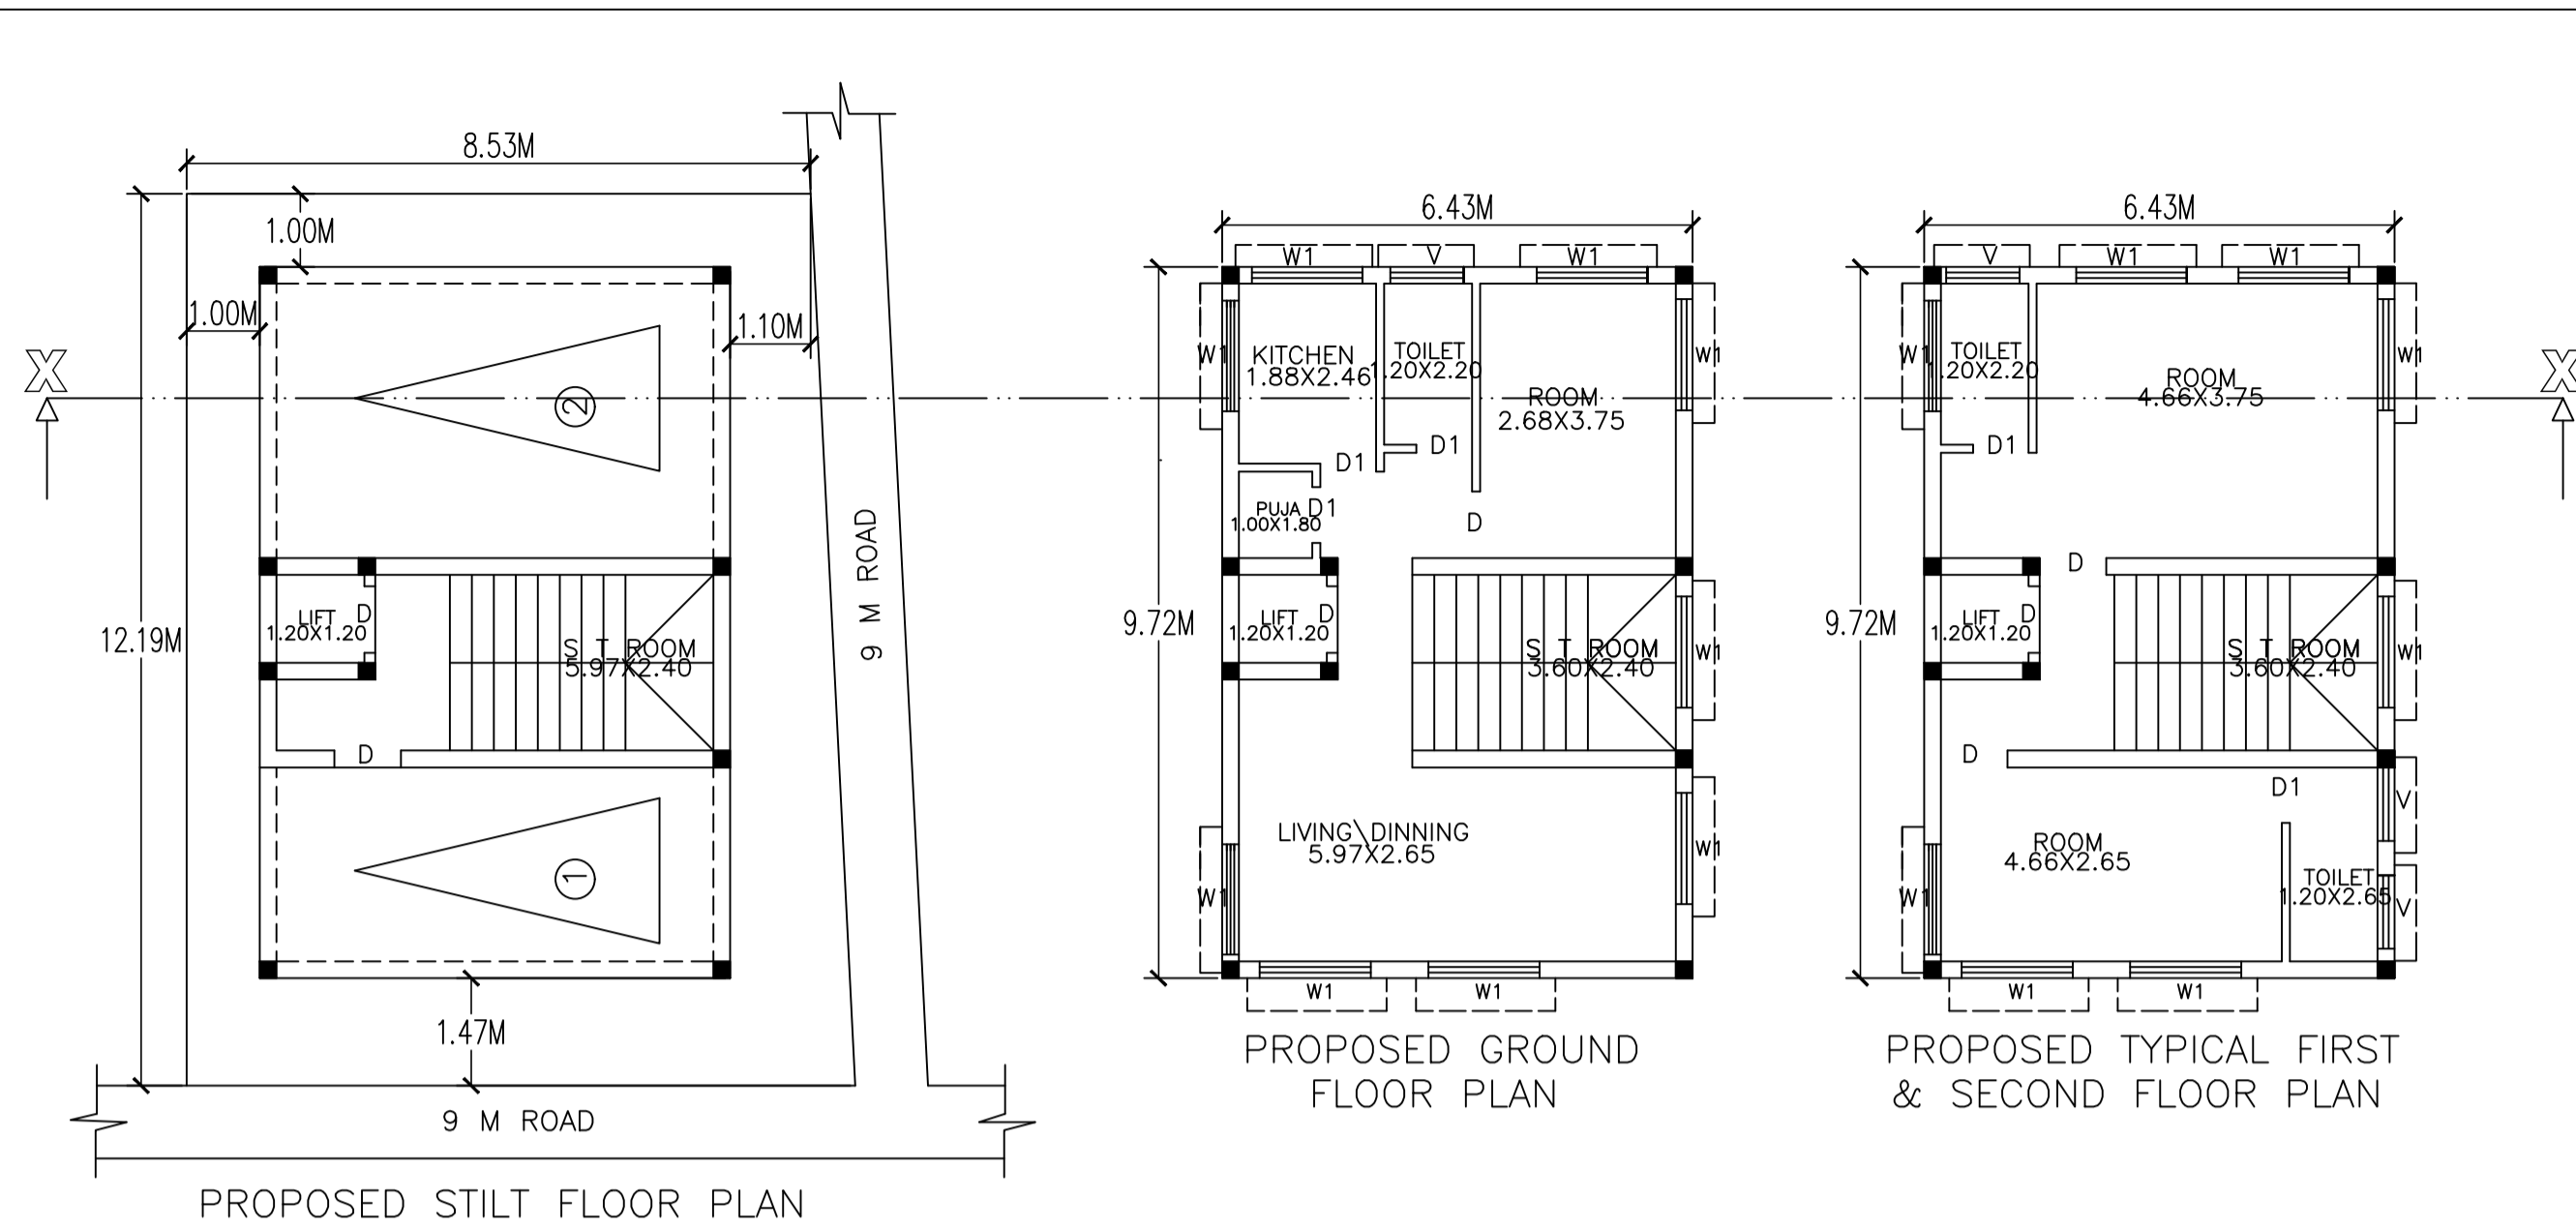 8.53M
1.00M
1.00M
1.10M
X
2
12.19M
LIFT D
1.20X1.20
S T ROOM
5.97X2.40
D
1
1.47M
9 M ROAD
9 M ROAD
PROPOSED STILT FLOOR PLAN
6.43M
W1 V W1
W1
KITCHEN
1.88X2.46
TOILET
1.20X2.20
W1
ROOM
2.68X3.75
D1
D1
PUJA D1
1.00X1.80
D
9.72M
LIFT D
1.20X1.20
S T ROOM
3.60X2.40
W1
LIVING\DINNING
5.97X2.65
W1
W1
W1 W1
PROPOSED GROUND
FLOOR PLAN
6.43M
V W1 W1
W1
TOILET
1.20X2.20
ROOM
4.66X3.75
W1
X
D1
D
9.72M
LIFT D
1.20X1.20
S T ROOM
3.60X2.40
W1
D
D1
V
ROOM
4.66X2.65
TOILET
1.20X2.65
W1
V
W1 W1
PROPOSED TYPICAL FIRST
& SECOND FLOOR PLAN